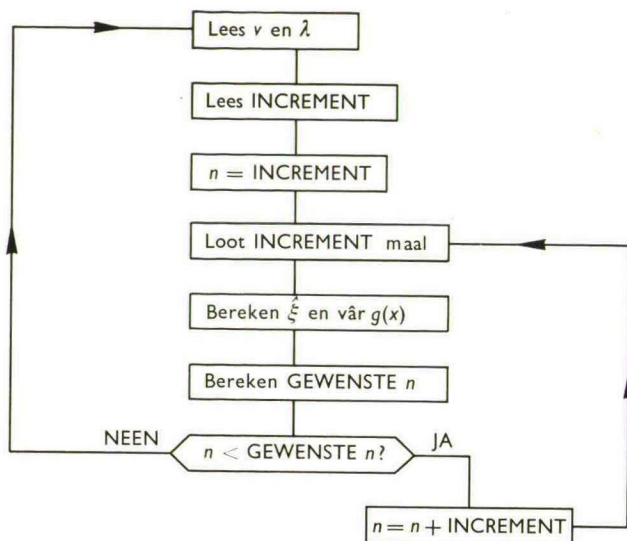 Lees v en λ
Lees INCREMENT
n = INCREMENT
Loot INCREMENT maal
Bereken ξ̂ en vâr g(x)
Bereken GEWENSTE n
NEEN
n < GEWENSTE n?
JA
n = n + INCREMENT